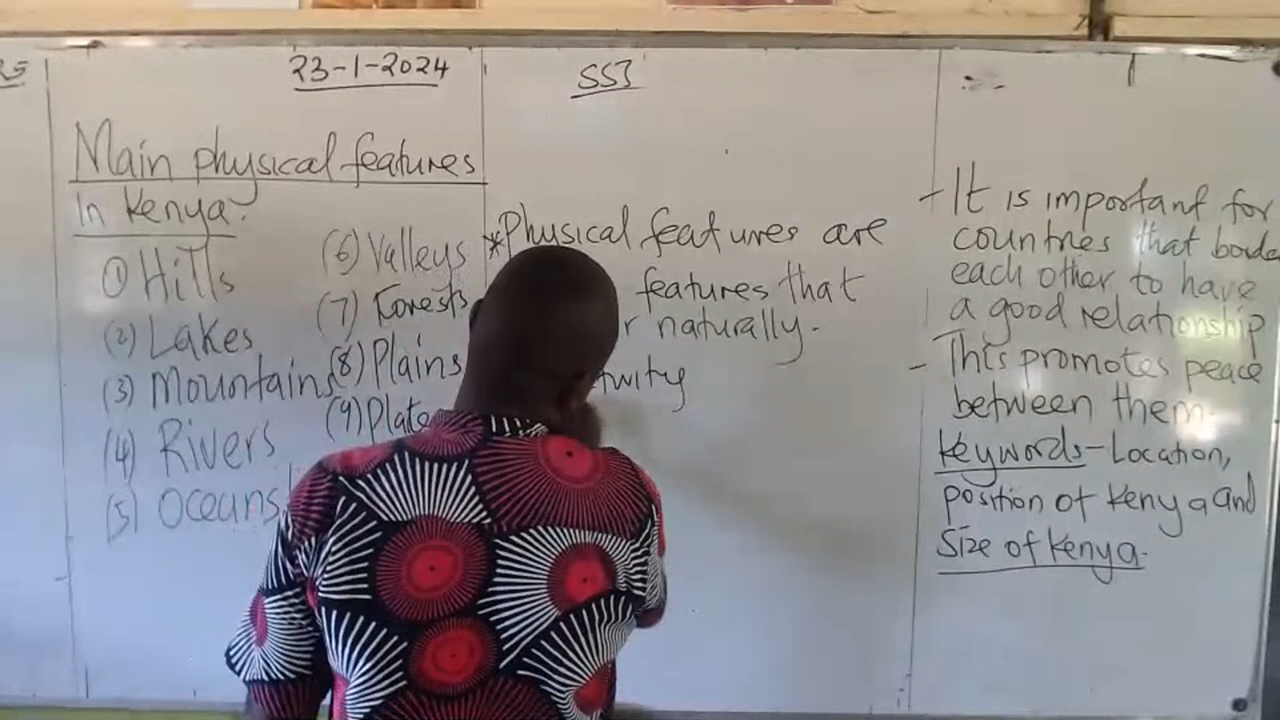 23-1-2024
Main physical features
In Kenya.
(1) Hills
(2) Lakes
(3) Mountains
(4) Rivers
(5) Oceans
(6) Valleys
(7) Forests
(8) Plains
(9)
SST
*Physical features are
features that
naturally.
- It is important for
countries that
each other to have
a good relationship
- This promotes peace
between them.
Keywords - Location,
position of Kenya and
Size of Kenya.